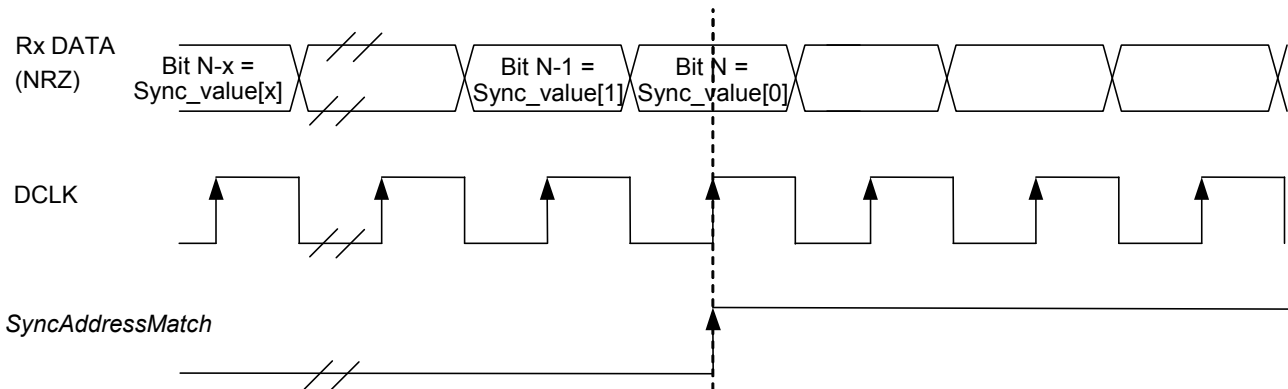 Rx DATA
(NRZ)
Bit N-x =
Sync_value[x]
Bit N-1 =
Sync_value[1]
Bit N =
Sync_value[0]
DCLK
SyncAddressMatch